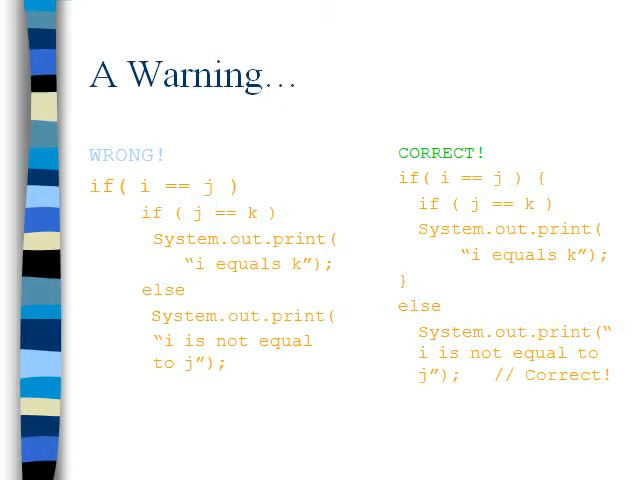 A Warning…
WRONG!
if( i == j )
if ( j == k )
System.out.print(
“i equals k”);
else
System.out.print(
“i is not equal
to j”);
CORRECT!
if( i == j ) {
if ( j == k )
System.out.print(
“i equals k”);
}
else
System.out.print(“
i is not equal to
j”);   // Correct!